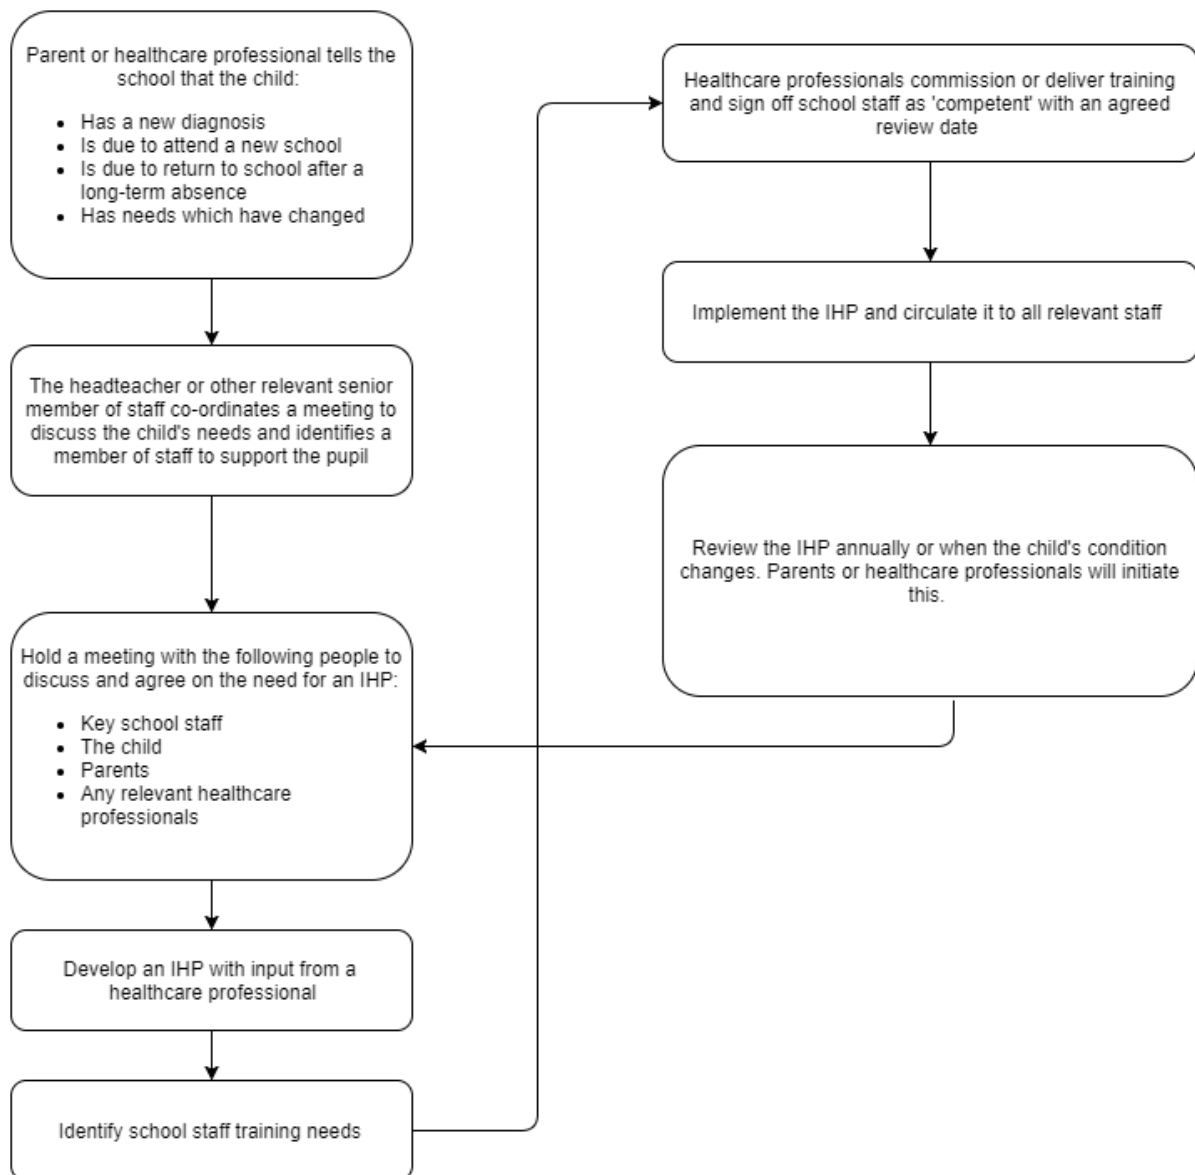 Parent or healthcare professional tells the
school that the child:
• Has a new diagnosis
• Is due to attend a new school
• Is due to return to school after a
long-term absence
• Has needs which have changed
The headteacher or other relevant senior
member of staff co-ordinates a meeting to
discuss the child's needs and identifies a
member of staff to support the pupil
Hold a meeting with the following people to
discuss and agree on the need for an IHP:
• Key school staff
• The child
• Parents
• Any relevant healthcare
professionals
Develop an IHP with input from a
healthcare professional
Identify school staff training needs
Healthcare professionals commission or deliver training
and sign off school staff as 'competent' with an agreed
review date
Implement the IHP and circulate it to all relevant staff
Review the IHP annually or when the child's condition
changes. Parents or healthcare professionals will initiate
this.